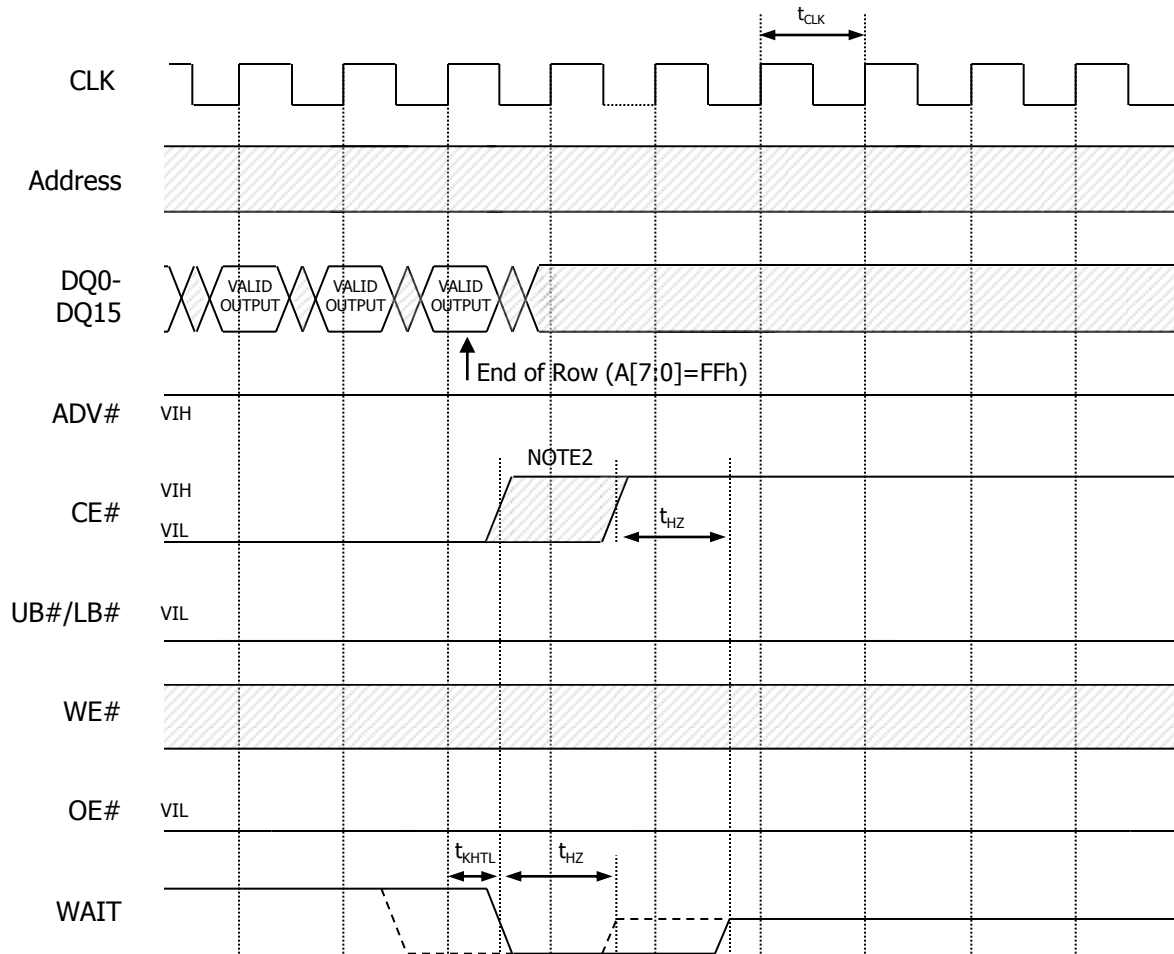 tCLK
CLK
Address
DQ0-
DQ15
VALID
OUTPUT
VALID
OUTPUT
VALID
OUTPUT
End of Row (A[7:0]=FFh)
ADV#
VIH
NOTE2
CE#
VIH
VIL
tHZ
UB#/LB#
VIL
WE#
OE#
VIL
tKHTL
tHZ
WAIT